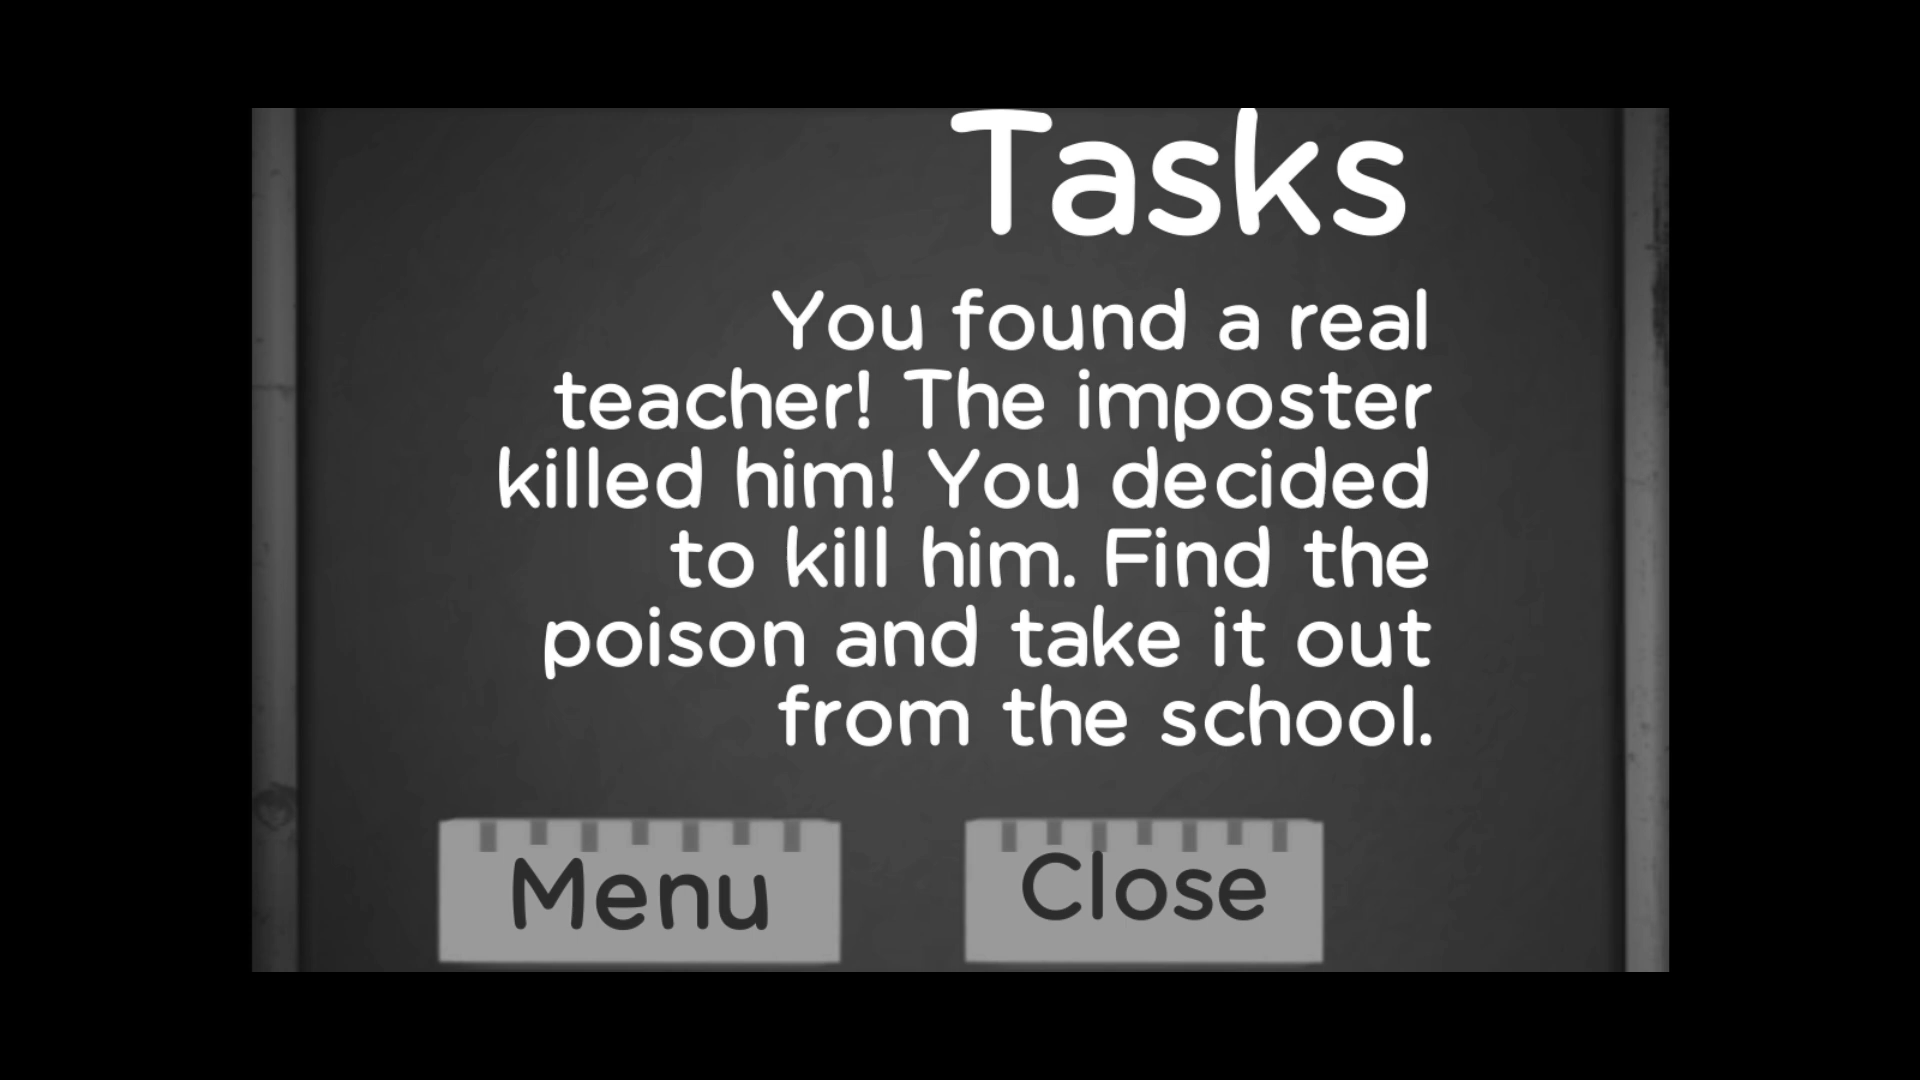 Tasks
You found a real
teacher! The imposter
killed him! You decided
to kill him. Find the
poison and take it out
from the school.
Menu
Close